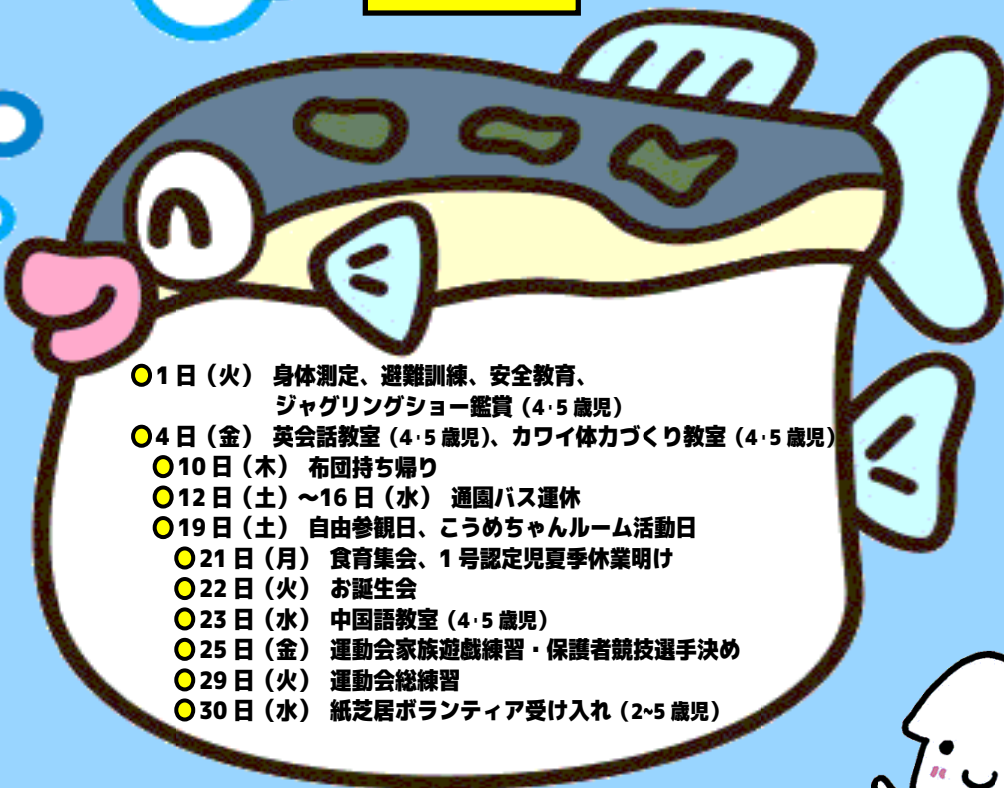 ●1日（火） 身体測定、避難訓練、安全教育、
ジャグリングショー鑑賞（4·5歳児）
●4日（金） 英会話教室（4·5歳児）、カワイ体力づくり教室（4·5歳児）
●10日（木） 布団持ち帰り
●12日（土）～16日（水） 通園バス運休
●19日（土） 自由参観日、こうめちゃんルーム活動日
●21日（月） 食育集会、1号認定児夏季休業明け
●22日（火） お誕生会
●23日（水） 中国語教室（4·5歳児）
●25日（金） 運動会家族遊戯練習・保護者競技選手決め
●29日（火） 運動会総練習
●30日（水） 紙芝居ボランティア受け入れ（2~5歳児）